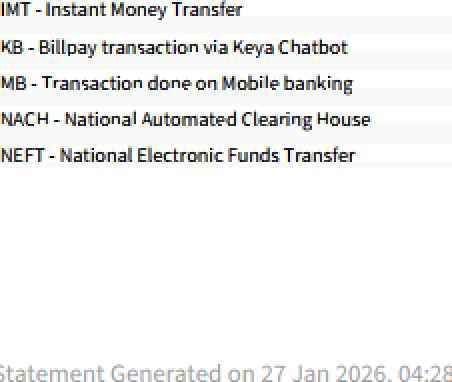 IMT - Instant Money Transfer
KB - Billpay transaction via Keya Chatbot
MB - Transaction done on Mobile banking
NACH - National Automated Clearing House
NEFT - National Electronic Funds Transfer
Statement Generated on 27 Jan 2026, 04:28